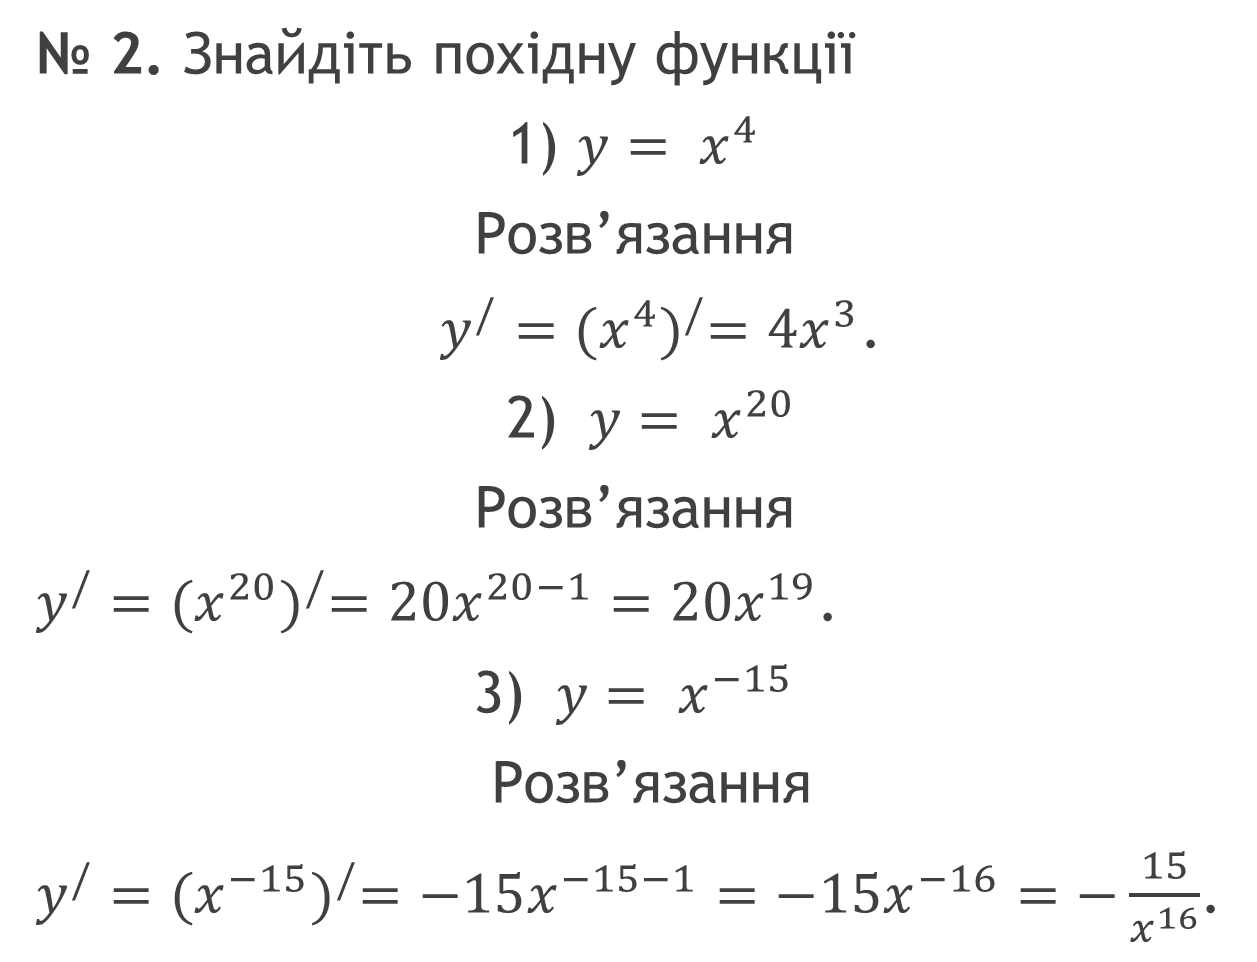 № 2. Знайдіть похідну функції
1) y = x⁴
Розв’язання
y^/ = (x⁴)^/= 4x³.
2) y = x²⁰
Розв’язання
y^/ = (x²⁰)^/= 20x²⁰⁻¹ = 20x¹⁹.
3) y = x⁻¹⁵
Розв’язання
y^/ = (x⁻¹⁵)^/= −15x⁻¹⁵⁻¹ = −15x⁻¹⁶ = −15/x¹⁶.